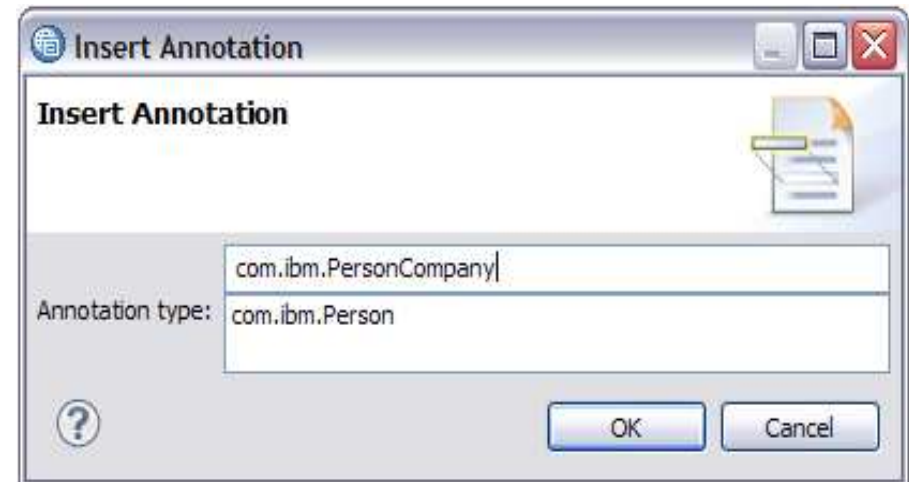 Insert Annotation
Insert Annotation
com.ibm.PersonCompany
Annotation type:
com.ibm.Person
?
OK
Cancel